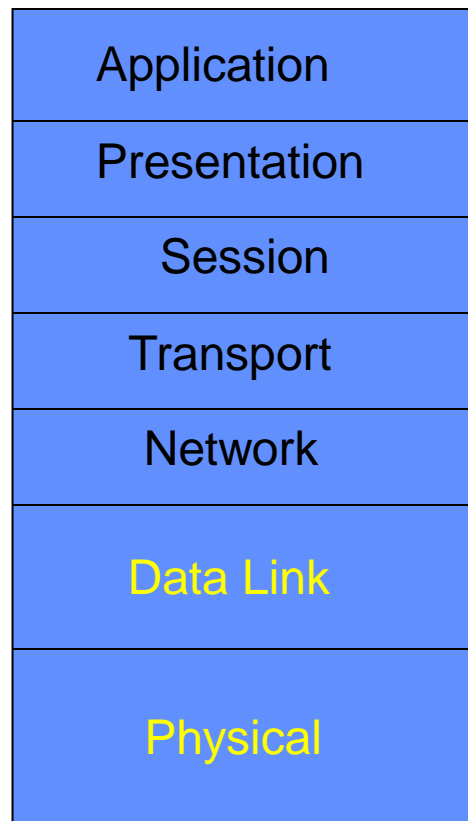 Application
Presentation
Session
Transport
Network
Data Link
Physical